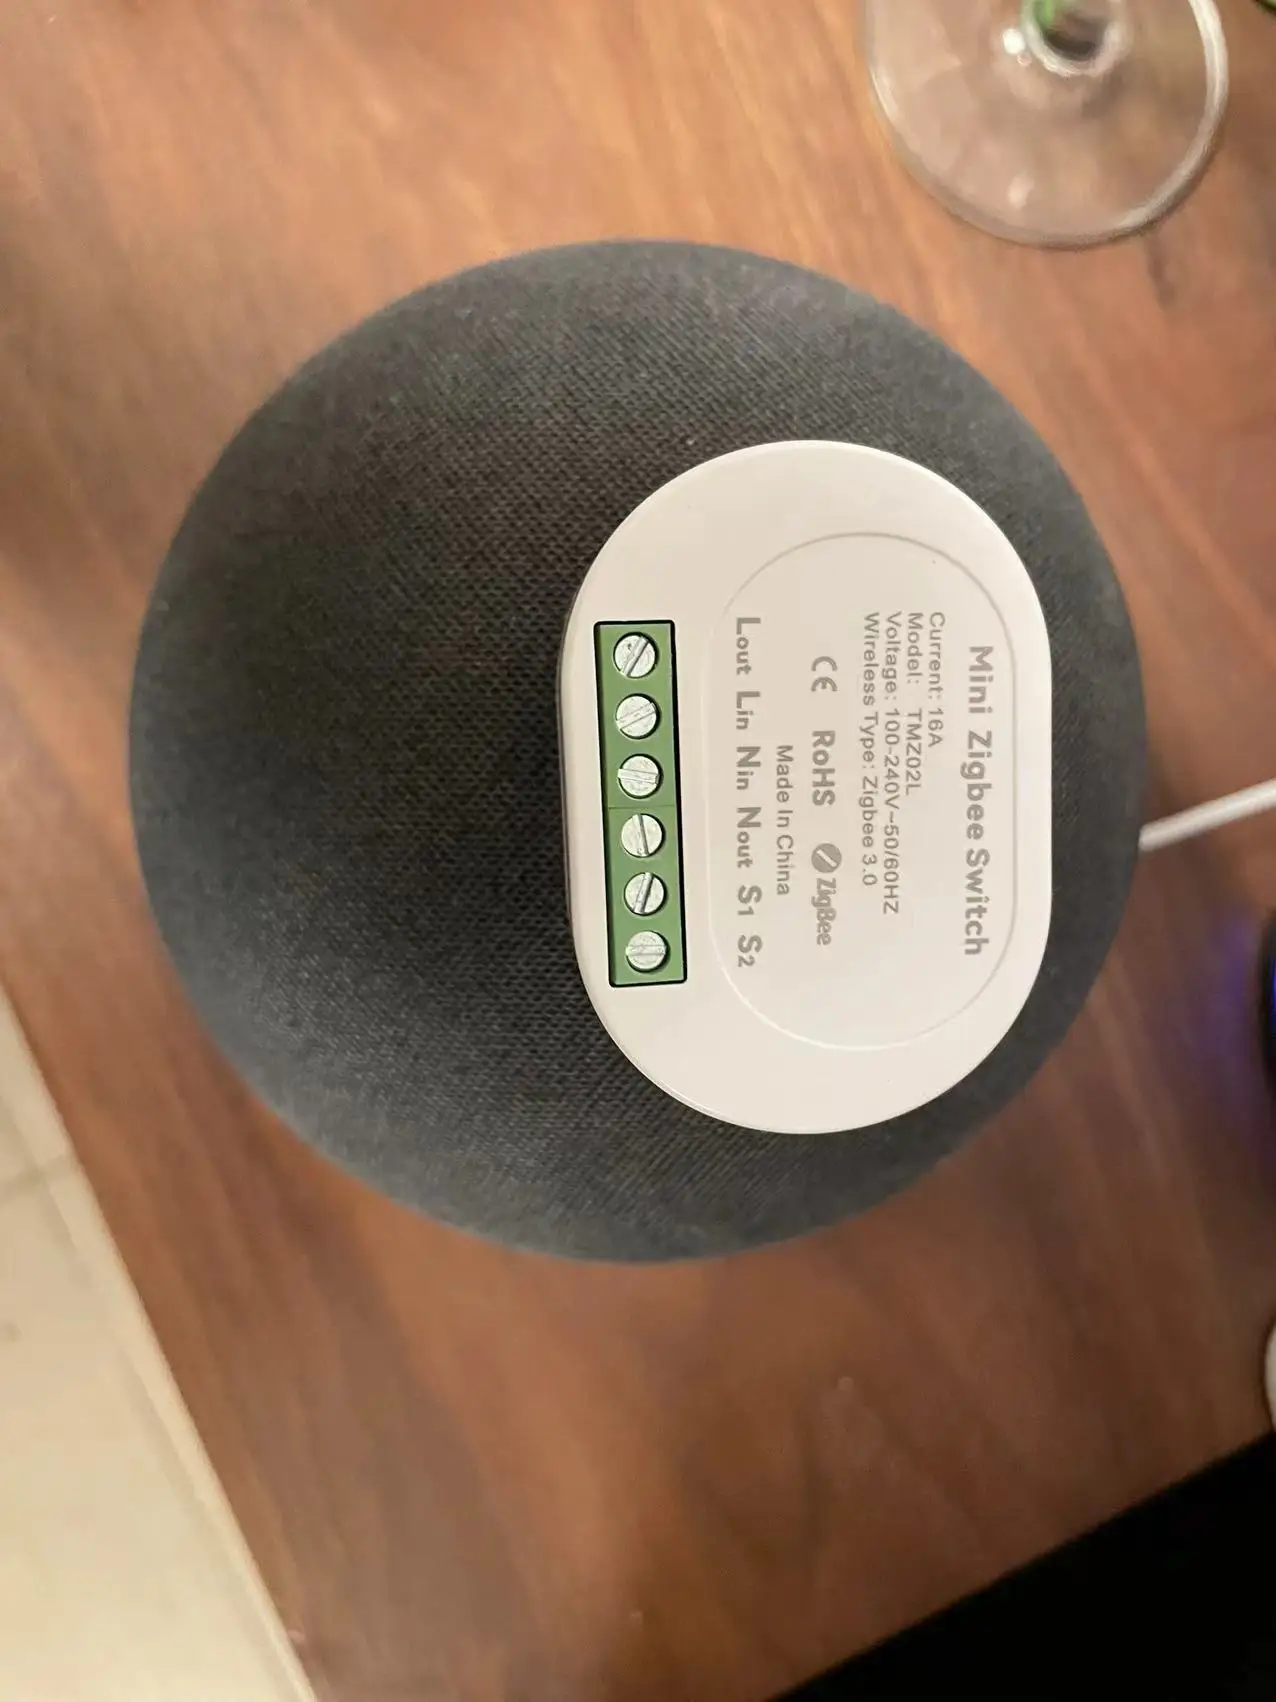 Mini Zigbee Switch
Current: 16A
Model: TMZ02L
Voltage: 100-240V~50/60HZ
Wireless Type: Zigbee 3.0
CE RoHS ZigBee
Made In China
Lout Lin Nin Nout S1 S2